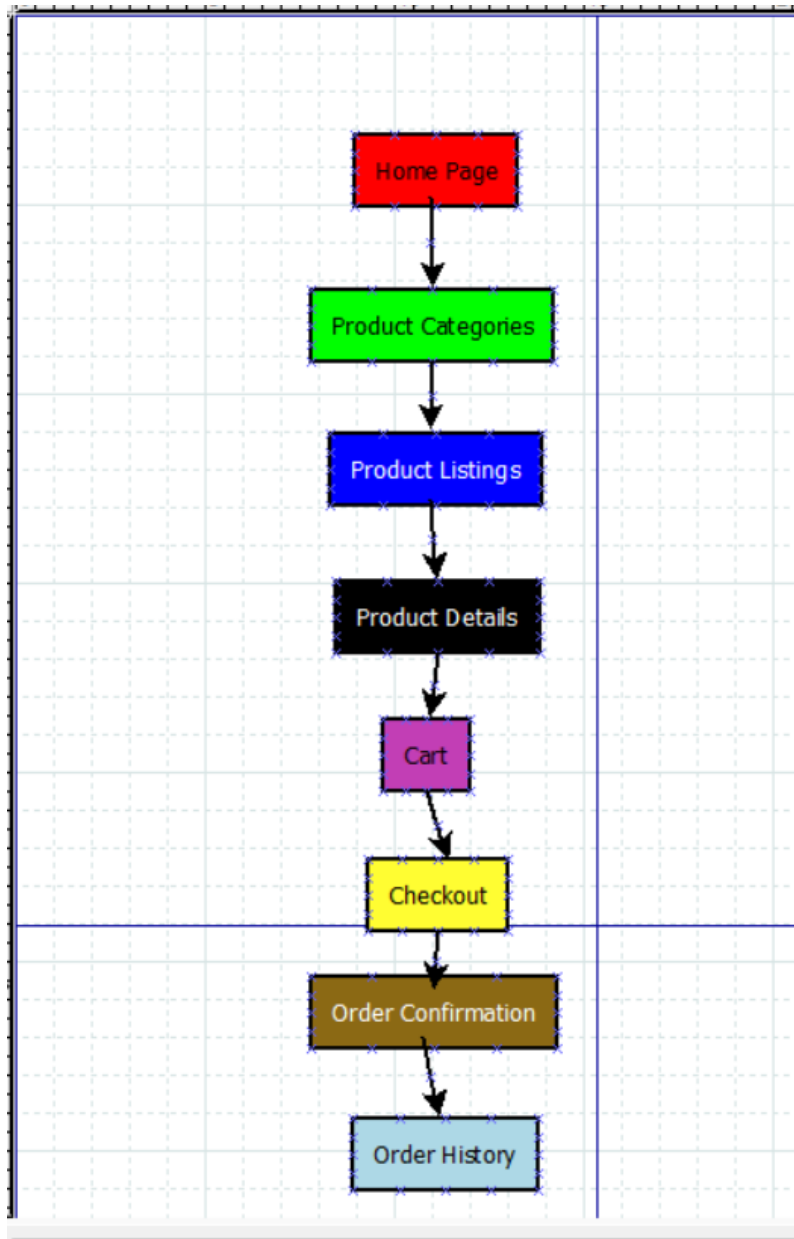 Home Page
Product Categories
Product Listings
Product Details
Cart
Checkout
Order Confirmation
Order History